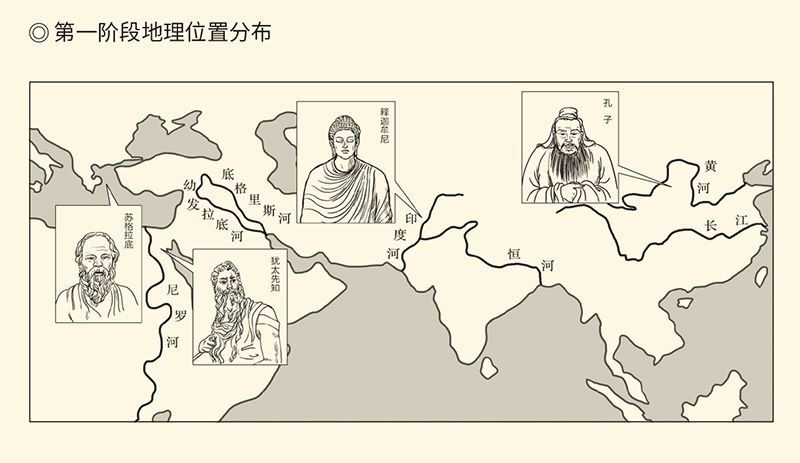 ◎ 第一阶段地理位置分布
苏格拉底
犹太先知
释迦牟尼
孔子
尼罗河
幼发拉底河
底格里斯河
印度河
恒河
黄河
长江